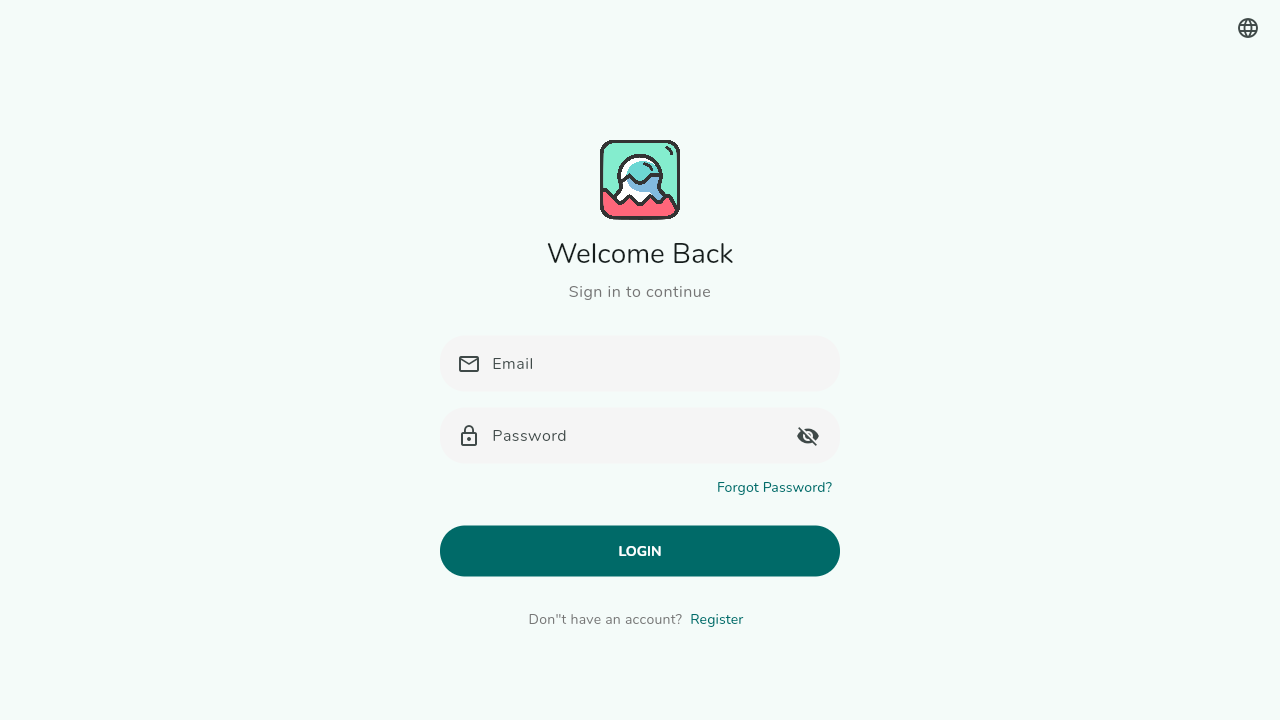 Welcome Back
Sign in to continue
Email
Password
Forgot Password?
LOGIN
Don"t have an account? Register